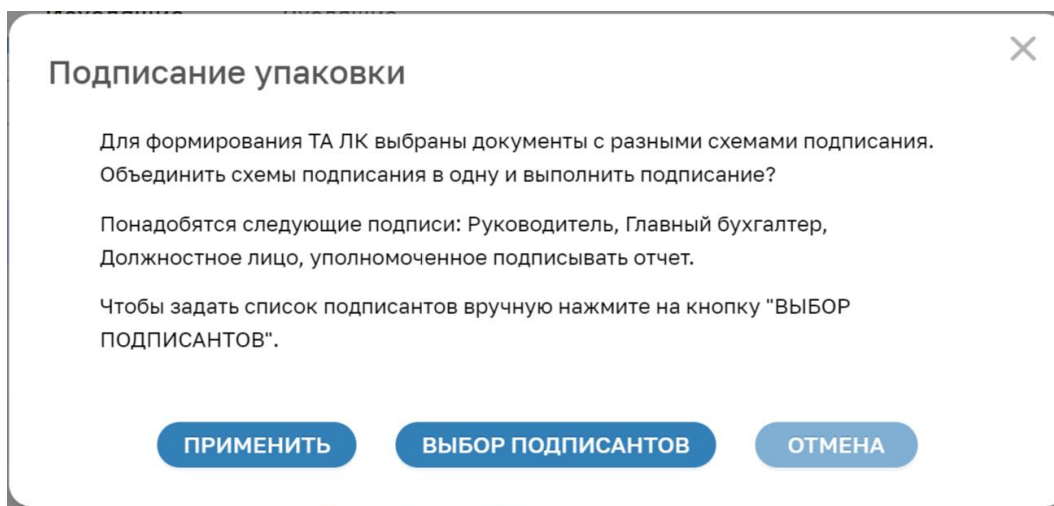 Подписание упаковки
Для формирования ТА ЛК выбраны документы с разными схемами подписания.
Объединить схемы подписания в одну и выполнить подписание?
Понадобятся следующие подписи: Руководитель, Главный бухгалтер,
Должностное лицо, уполномоченное подписывать отчет.
Чтобы задать список подписантов вручную нажмите на кнопку "ВЫБОР
ПОДПИСАНТОВ".
ПРИМЕНИТЬ
ВЫБОР ПОДПИСАНТОВ
ОТМЕНА